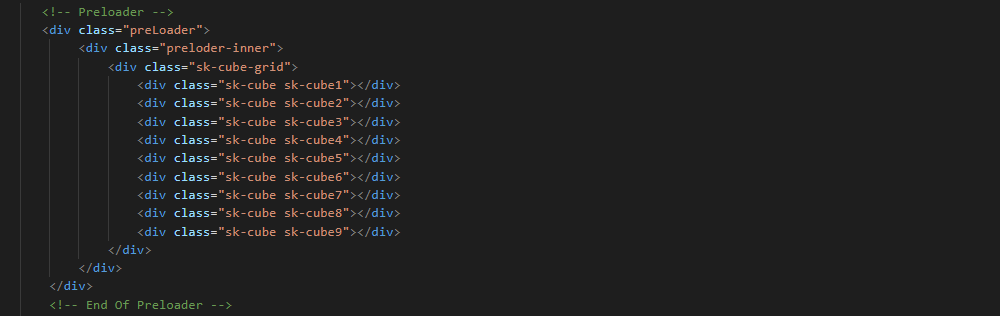 <!-- Preloader -->
<div class="preLoader">
<div class="preloder-inner">
<div class="sk-cube-grid">
<div class="sk-cube sk-cube1"></div>
<div class="sk-cube sk-cube2"></div>
<div class="sk-cube sk-cube3"></div>
<div class="sk-cube sk-cube4"></div>
<div class="sk-cube sk-cube5"></div>
<div class="sk-cube sk-cube6"></div>
<div class="sk-cube sk-cube7"></div>
<div class="sk-cube sk-cube8"></div>
<div class="sk-cube sk-cube9"></div>
</div>
</div>
</div>
<!-- End Of Preloader -->